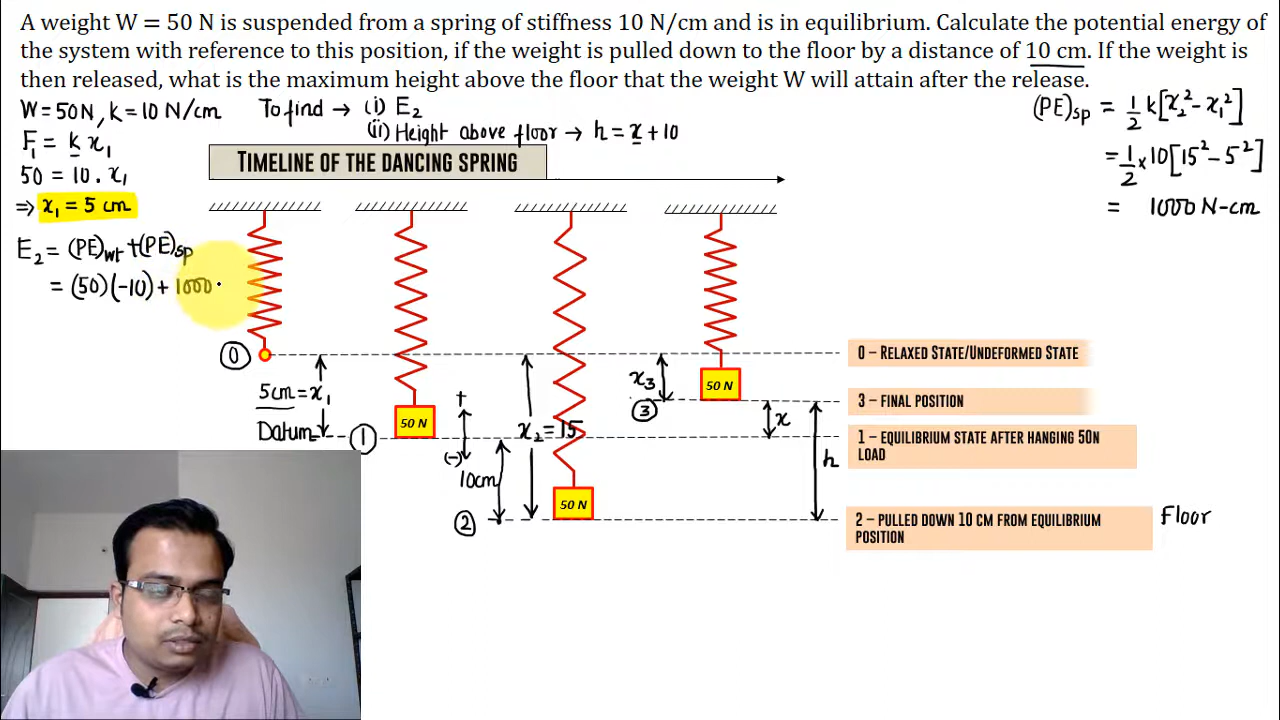 A weight W = 50 N is suspended from a spring of stiffness 10 N/cm and is in equilibrium. Calculate the potential energy of
the system with reference to this position, if the weight is pulled down to the floor by a distance of 10 cm. If the weight is
then released, what is the maximum height above the floor that the weight W will attain after the release.
W=50N, k=10 N/cm To find → (i) E₂
(ii) Height above floor → h = x+10
F₁ = k x₁
50 = 10 . x₁
⇒ x₁ = 5 cm
E₂ = (PE)wt + (PE)sp
= (50)(-10) + 1000
(PE)sp = 1/2 k[x₂² - x₁²]
= 1/2 × 10[15² - 5²]
= 1000 N-cm
TIMELINE OF THE DANCING SPRING
0
5cm = x₁
Datum
1
50 N
+
(-)
10cm
2
x₂ = 15
50 N
x₃
3
50 N
x
h
0 – RELAXED STATE/UNDEFORMED STATE
3 – FINAL POSITION
1 – EQUILIBRIUM STATE AFTER HANGING 50N
LOAD
2 – PULLED DOWN 10 CM FROM EQUILIBRIUM
POSITION
Floor